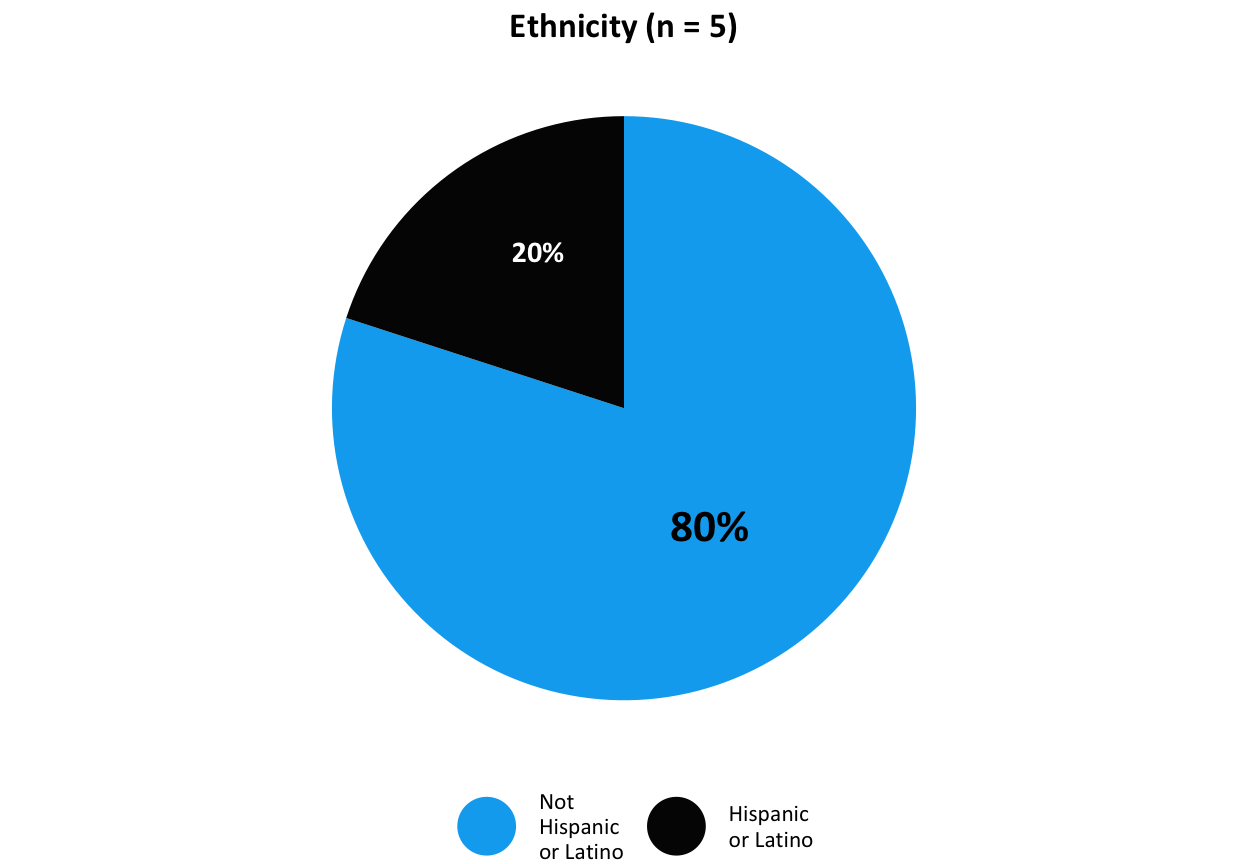 Ethnicity (n = 5)
20%
80%
Not
Hispanic
or Latino
Hispanic
or Latino